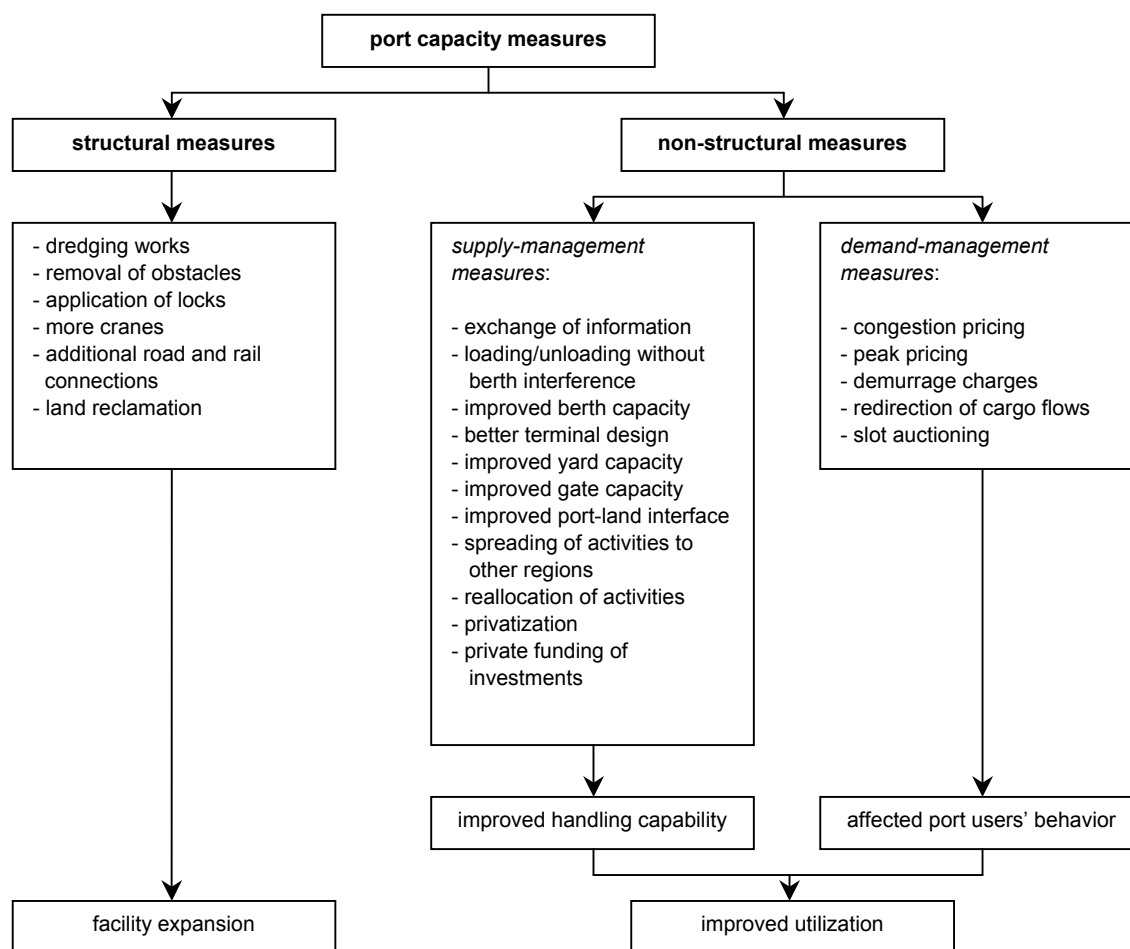 port capacity measures
structural measures
non-structural measures
- dredging works
- removal of obstacles
- application of locks
- more cranes
- additional road and rail
connections
- land reclamation
supply-management
measures:
- exchange of information
- loading/unloading without
berth interference
- improved berth capacity
- better terminal design
- improved yard capacity
- improved gate capacity
- improved port-land interface
- spreading of activities to
other regions
- reallocation of activities
- privatization
- private funding of
investments
demand-management
measures:
- congestion pricing
- peak pricing
- demurrage charges
- redirection of cargo flows
- slot auctioning
improved handling capability
affected port users’ behavior
facility expansion
improved utilization